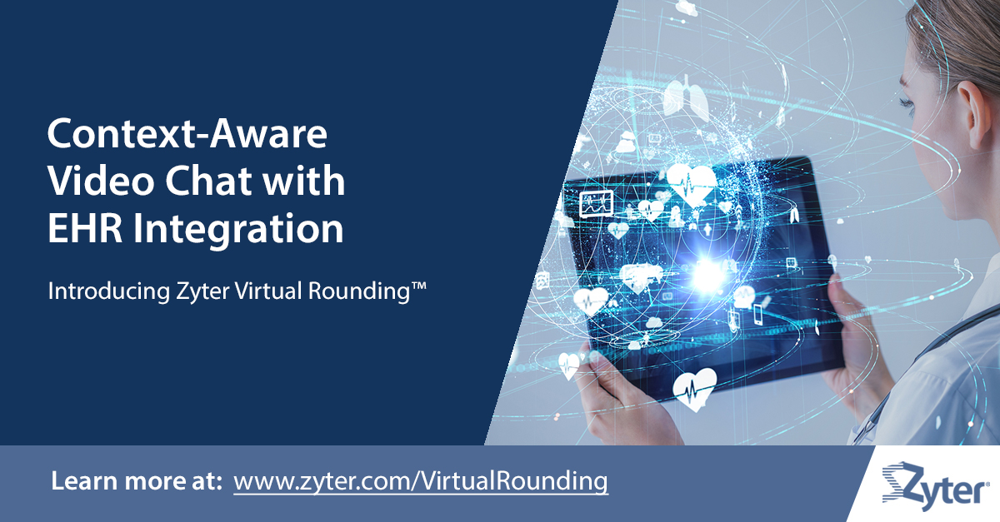 Context-Aware
Video Chat with
EHR Integration
Introducing Zyter Virtual Rounding™
Learn more at: www.zyter.com/VirtualRounding
Zyter®